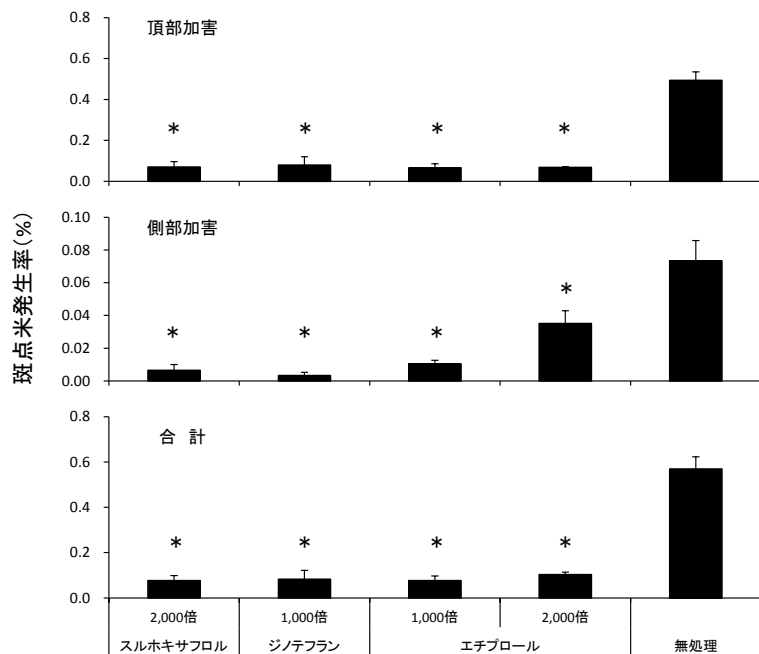 0.8
頂部加害
0.6
0.4
* * * *
0.2
0.0
0.10
側部加害
0.08
0.06
*
0.04
* * *
0.02
0.00
斑点米発生率(%)
0.8
合 計
0.6
0.4
* * * *
0.2
0.0
2,000倍 1,000倍 1,000倍 2,000倍
スルホキサフロル ジノテフラン エチプロール 無処理